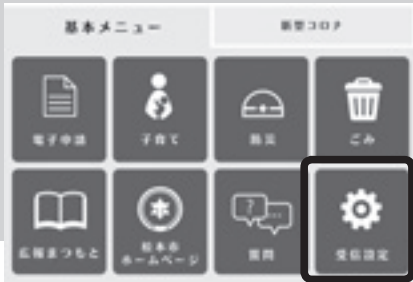 基本メニュー
新型コロナ
電子申請
子育て
防災
ごみ
広報まつもと
松本市
ホームページ
?
質問
受信設定